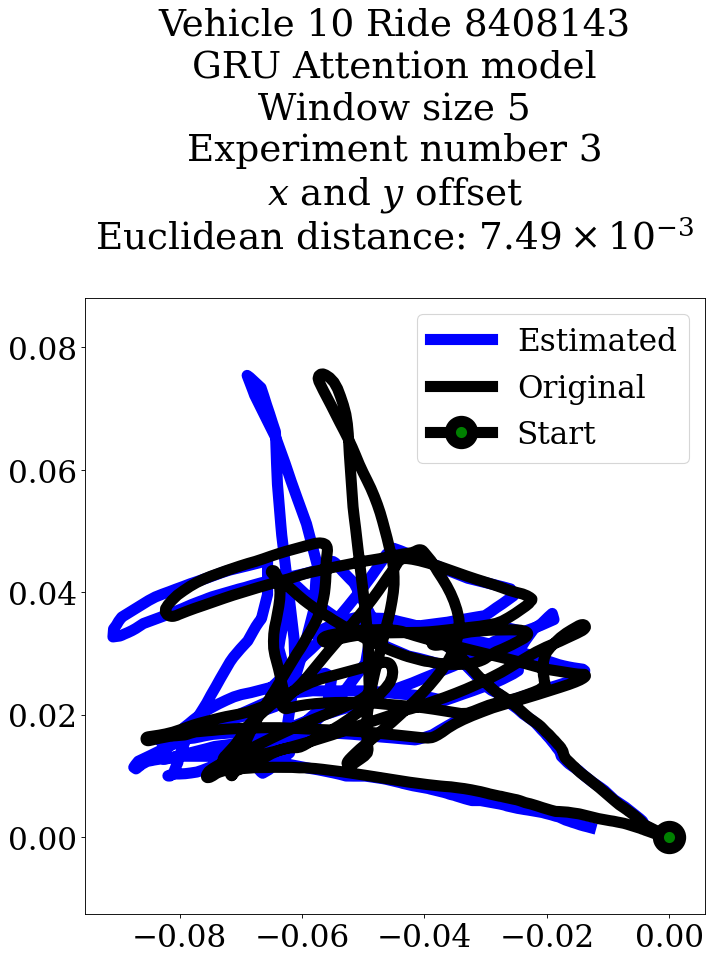 Vehicle 10 Ride 8408143
GRU Attention model
Window size 5
Experiment number 3
x and y offset
Euclidean distance: 7.49 × 10⁻³
Estimated
Original
Start
0.08
0.06
0.04
0.02
0.00
−0.08 −0.06 −0.04 −0.02 0.00